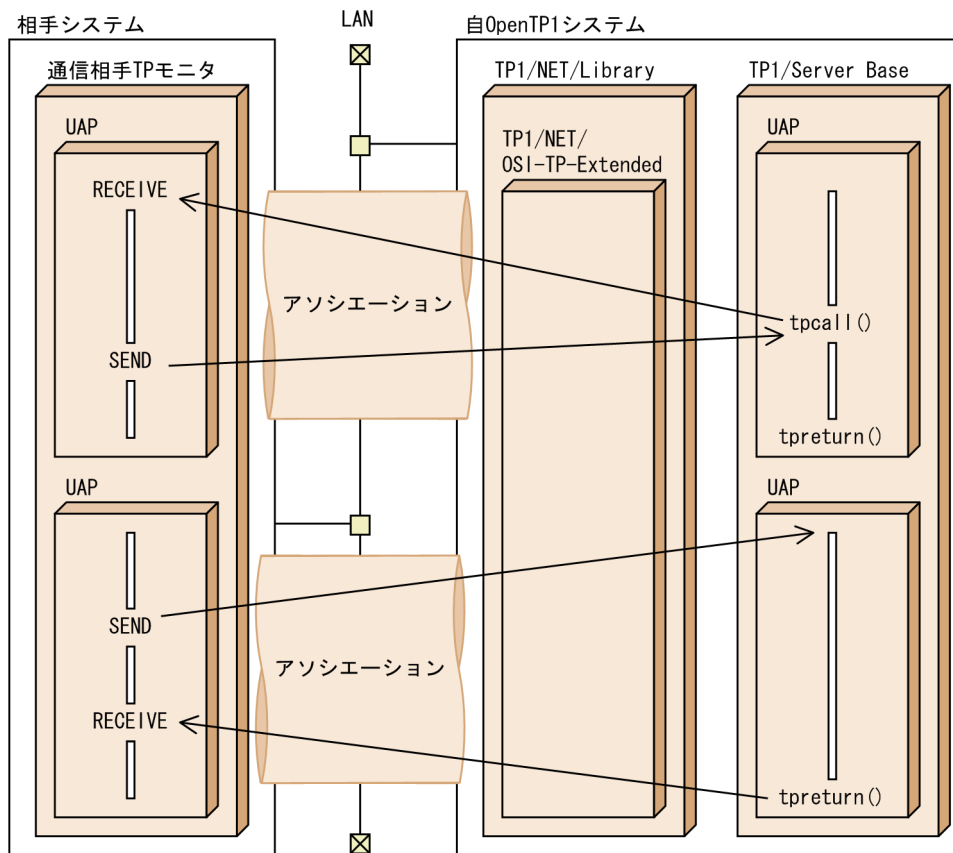 相手システム
LAN
自OpenTP1システム
通信相手TPモニタ
TP1/NET/Library
TP1/Server Base
UAP
TP1/NET/
OSI-TP-Extended
UAP
RECEIVE
アソシエーション
tpcall()
SEND
tpreturn()
UAP
UAP
SEND
アソシエーション
RECEIVE
tpreturn()